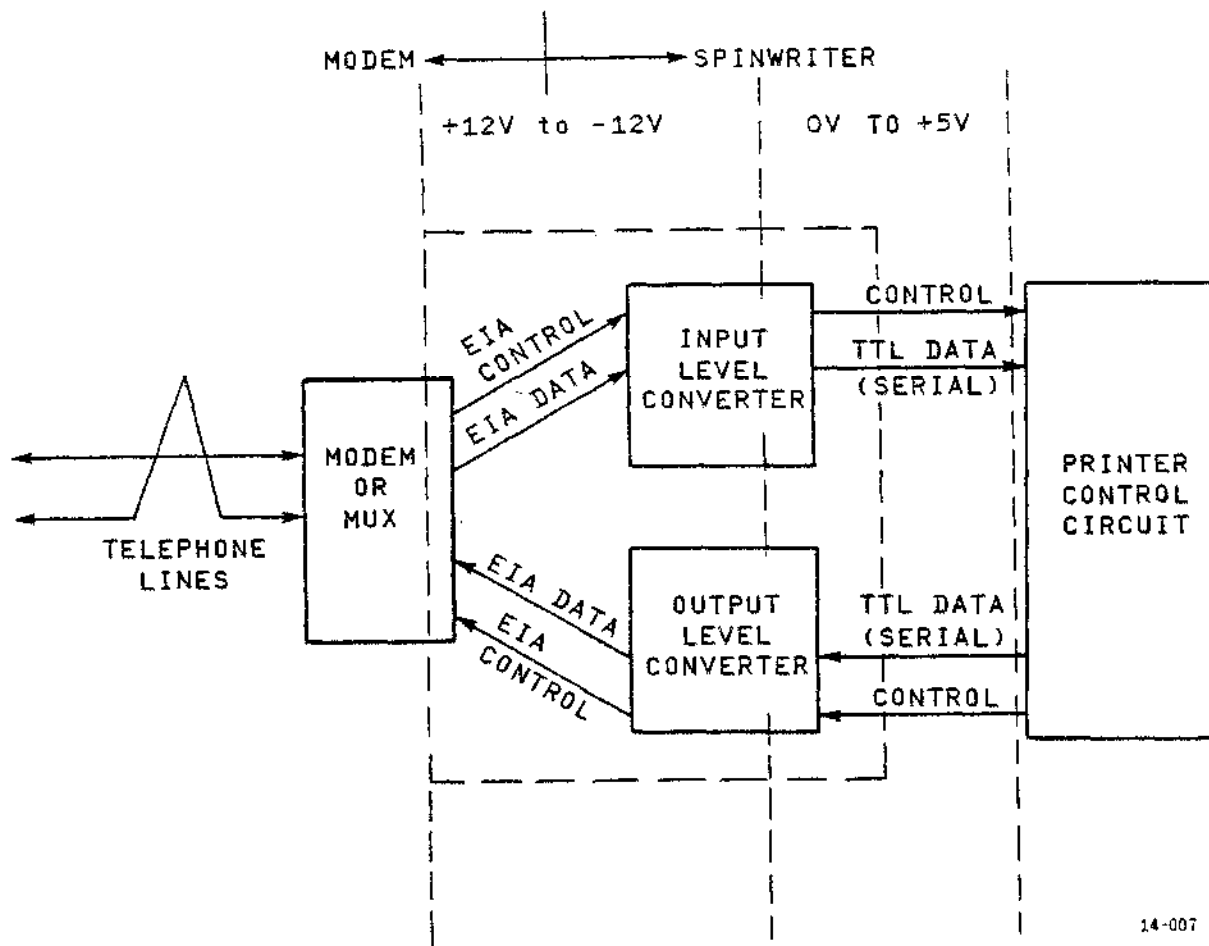 MODEM SPINWRITER
+12V to -12V 0V TO +5V
EIA
CONTROL
EIA DATA
INPUT
LEVEL
CONVERTER
CONTROL
TTL DATA
(SERIAL)
MODEM
OR
MUX
TELEPHONE
LINES
PRINTER
CONTROL
CIRCUIT
EIA DATA
EIA
CONTROL
OUTPUT
LEVEL
CONVERTER
TTL DATA
(SERIAL)
CONTROL
14-007